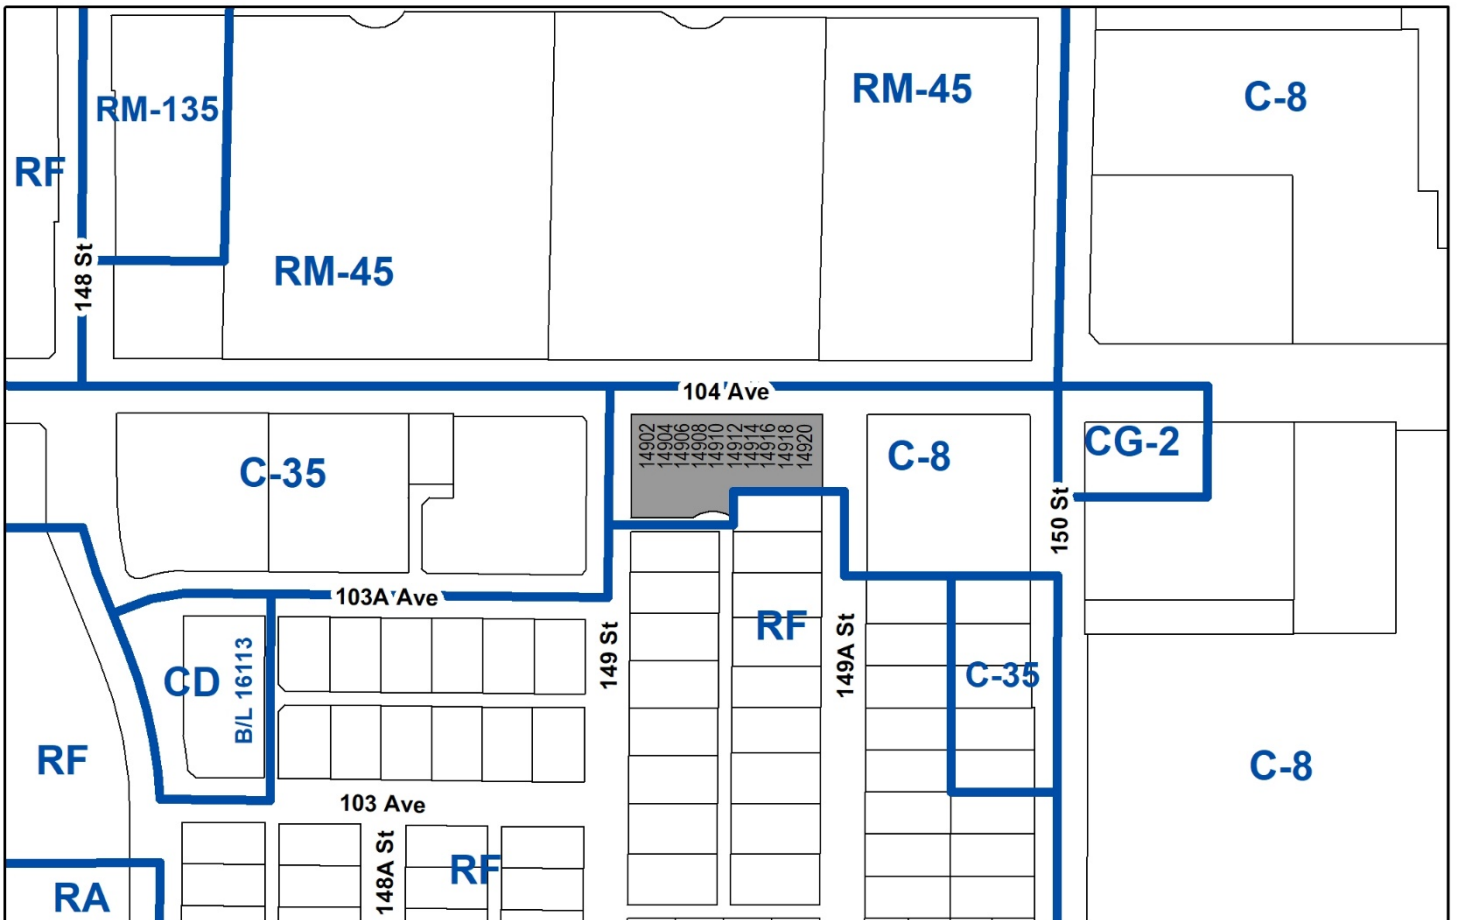 RM-45
C-8
RM-135
RF
148 St
RM-45
104 Ave
14902
14904
14906
14908
14910
14912
14914
14916
14918
14920
C-35
C-8
CG-2
150 St
103A Ave
149 St
RF
149A St
CD
B/L 16113
C-35
RF
C-8
103 Ave
148A St
RF
RA